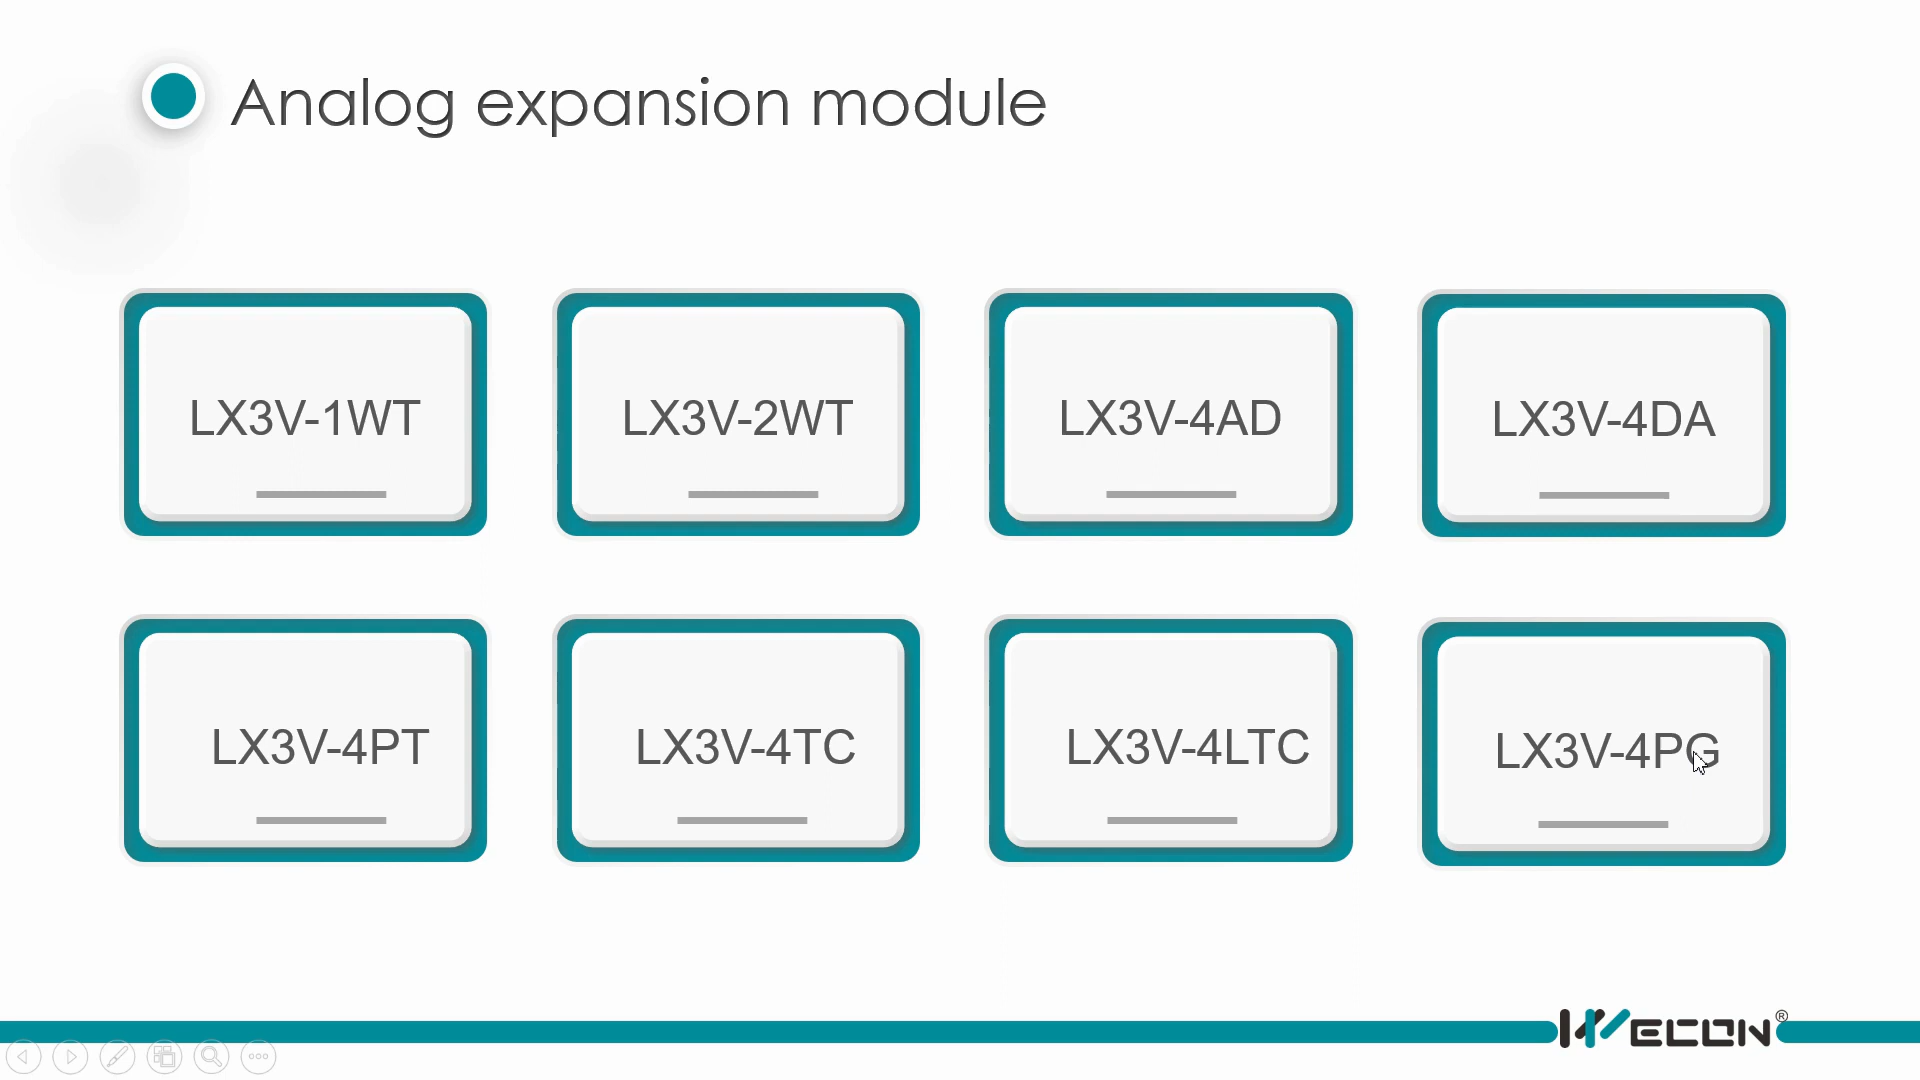 Analog expansion module
LX3V-1WT
LX3V-2WT
LX3V-4AD
LX3V-4DA
LX3V-4PT
LX3V-4TC
LX3V-4LTC
LX3V-4PG
WECON®